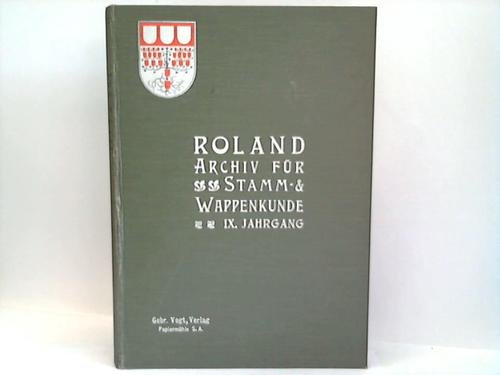 ROLAND
ARCHIV FÜR
STAMM- &
WAPPENKUNDE
IX. JAHRGANG
Gebr. Vogt, Verlag
Papiermühle S. A.